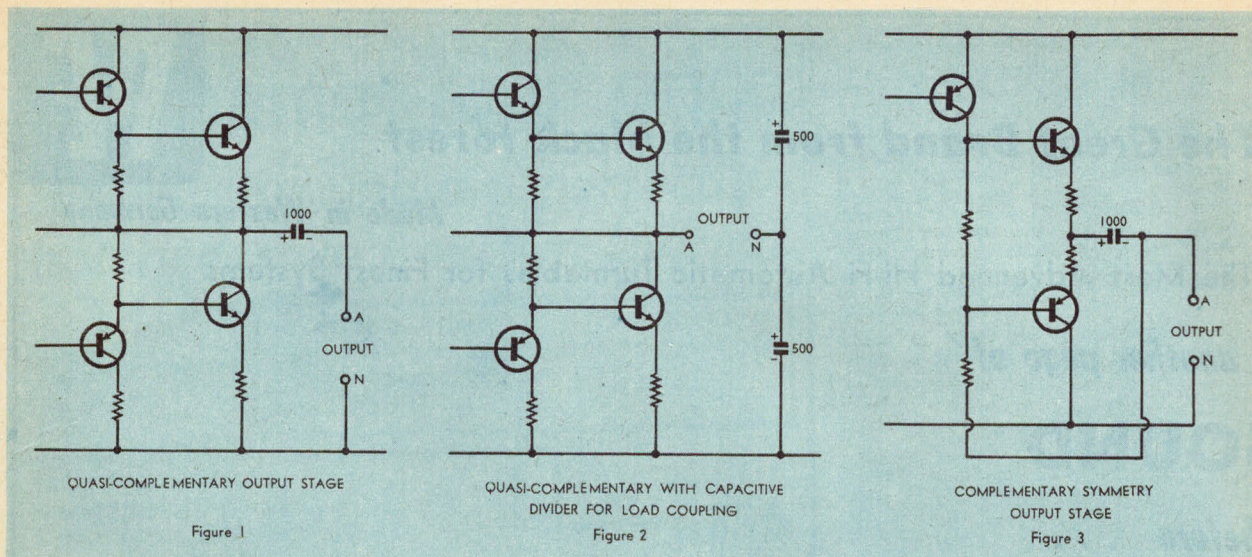 1000
+ -
A
OUTPUT
N
QUASI-COMPLEMENTARY OUTPUT STAGE
Figure 1
+
500
-
OUTPUT
A N
+
500
-
QUASI-COMPLEMENTARY WITH CAPACITIVE
DIVIDER FOR LOAD COUPLING
Figure 2
1000
+ -
A
OUTPUT
N
COMPLEMENTARY SYMMETRY
OUTPUT STAGE
Figure 3